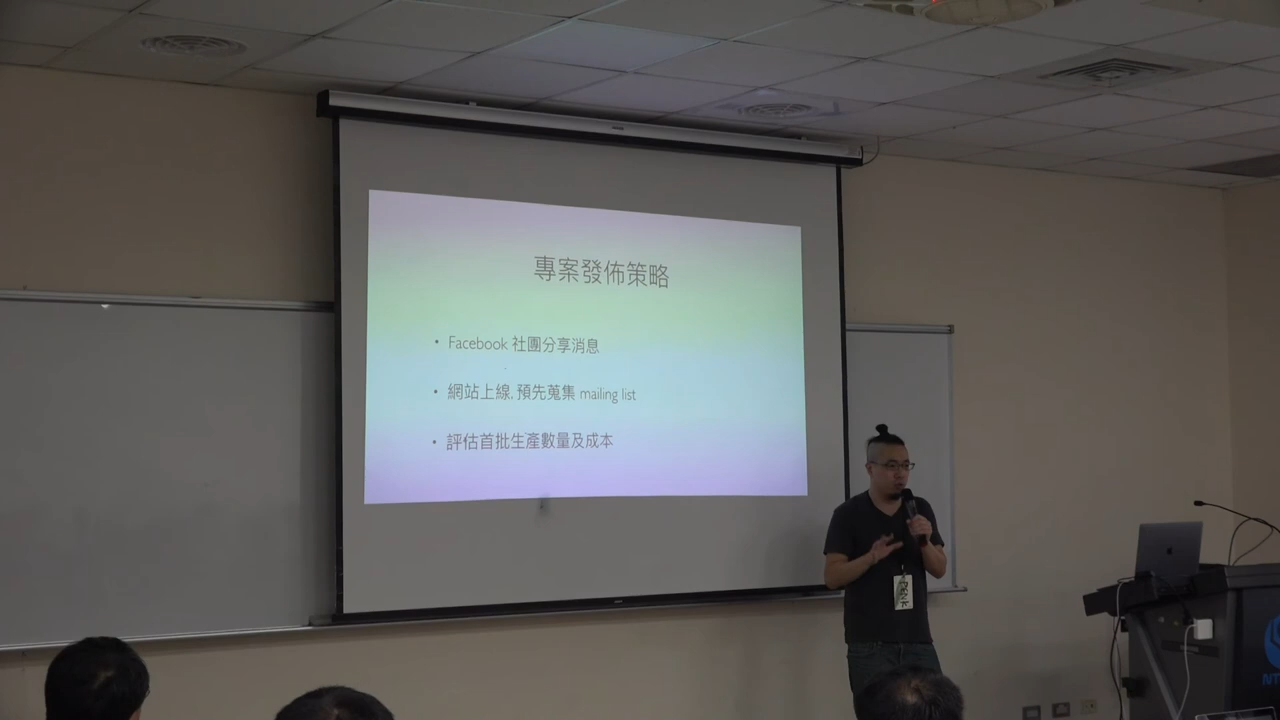 專案發佈策略
• Facebook 社團分享消息
• 網站上線, 預先蒐集 mailing list
• 評估首批生產數量及成本